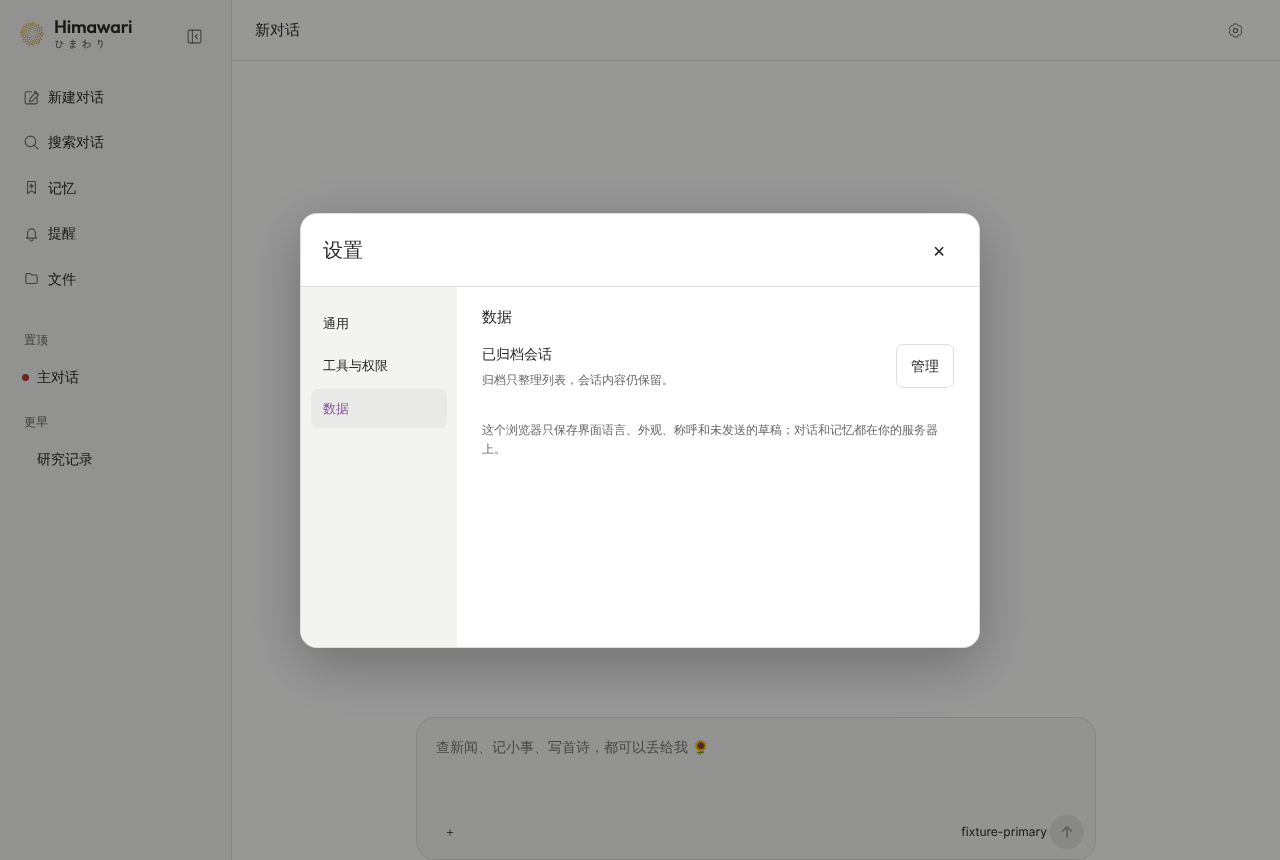 Himawari
ひまわり
新建对话
搜索对话
记忆
提醒
文件
置顶
主对话
更早
研究记录
新对话
设置
通用
工具与权限
数据
数据
已归档会话
归档只整理列表，会话内容仍保留。
管理
这个浏览器只保存界面语言、外观、称呼和未发送的草稿；对话和记忆都在你的服务器
上。
查新闻、记小事、写首诗，都可以丢给我 🌻
fixture-primary